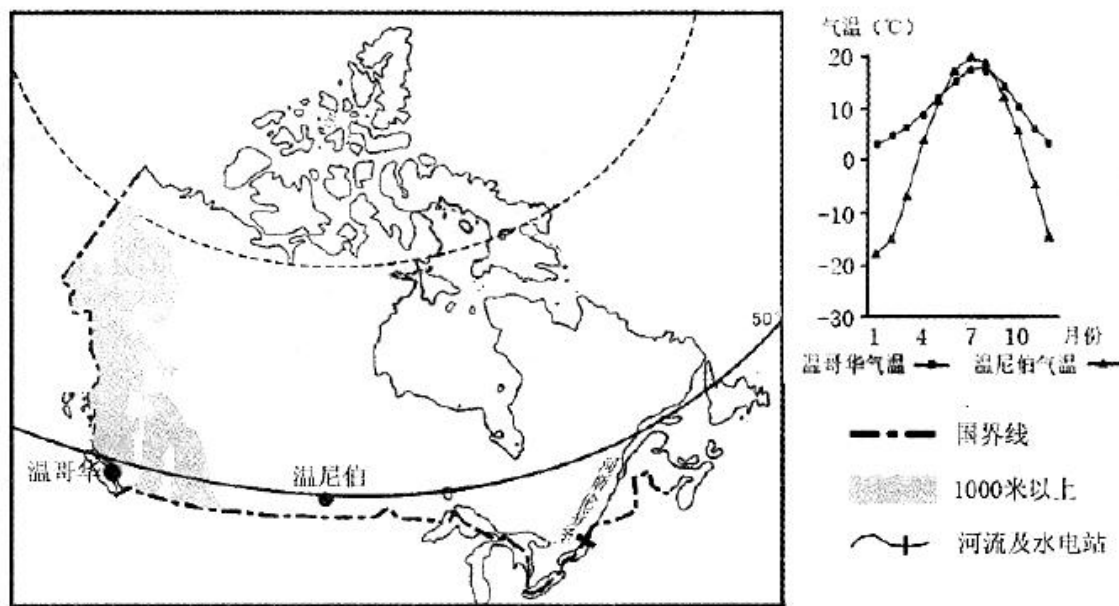 气温（℃）
20
10
0
-10
-20
-30
1 4 7 10 月份
温哥华气温 温尼伯气温
50
温哥华
温尼伯
国界线
1000米以上
河流及水电站